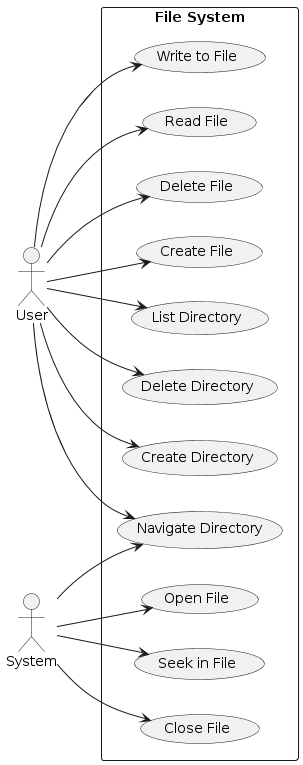 File System
Write to File
Read File
Delete File
Create File
User
List Directory
Delete Directory
Create Directory
Navigate Directory
Open File
System
Seek in File
Close File